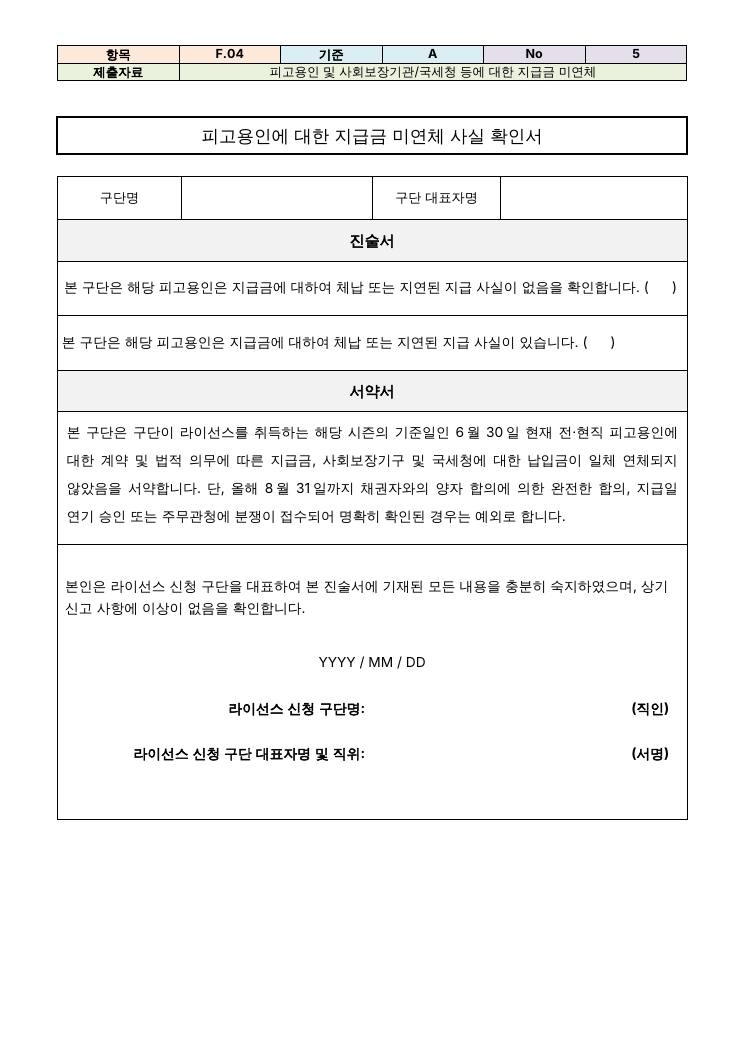 항목 F.04 기준 A No 5
제출자료 피고용인 및 사회보장기관/국세청 등에 대한 지급금 미연체
피고용인에 대한 지급금 미연체 사실 확인서
구단명 구단 대표자명
진술서
본 구단은 해당 피고용인은 지급금에 대하여 체납 또는 지연된 지급 사실이 없음을 확인합니다. ( )
본 구단은 해당 피고용인은 지급금에 대하여 체납 또는 지연된 지급 사실이 있습니다. ( )
서약서
본 구단은 구단이 라이선스를 취득하는 해당 시즌의 기준일인 6월 30일 현재 전·현직 피고용인에
대한 계약 및 법적 의무에 따른 지급금, 사회보장기구 및 국세청에 대한 납입금이 일체 연체되지
않았음을 서약합니다. 단, 올해 8월 31일까지 채권자와의 양자 합의에 의한 완전한 합의, 지급일
연기 승인 또는 주무관청에 분쟁이 접수되어 명확히 확인된 경우는 예외로 합니다.
본인은 라이선스 신청 구단을 대표하여 본 진술서에 기재된 모든 내용을 충분히 숙지하였으며, 상기
신고 사항에 이상이 없음을 확인합니다.
YYYY / MM / DD
라이선스 신청 구단명: (직인)
라이선스 신청 구단 대표자명 및 직위: (서명)